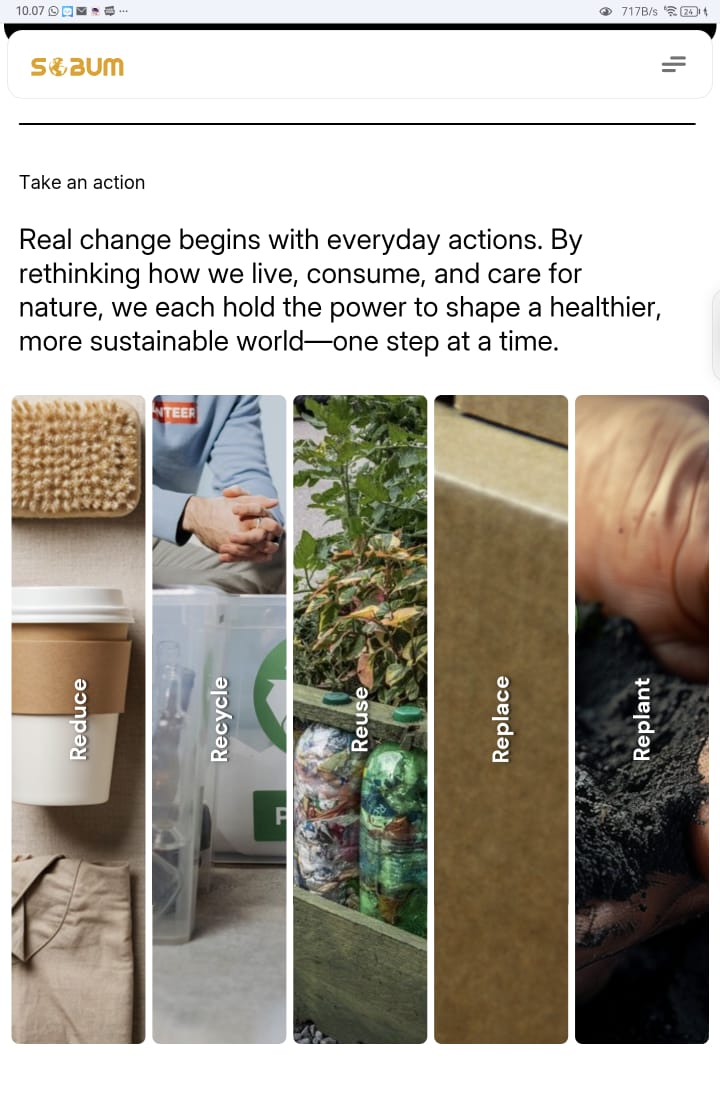 10.07
717B/s
24
SOBUM
Take an action
Real change begins with everyday actions. By
rethinking how we live, consume, and care for
nature, we each hold the power to shape a healthier,
more sustainable world—one step at a time.
NTEER
P
Reduce
Recycle
Reuse
Replace
Replant